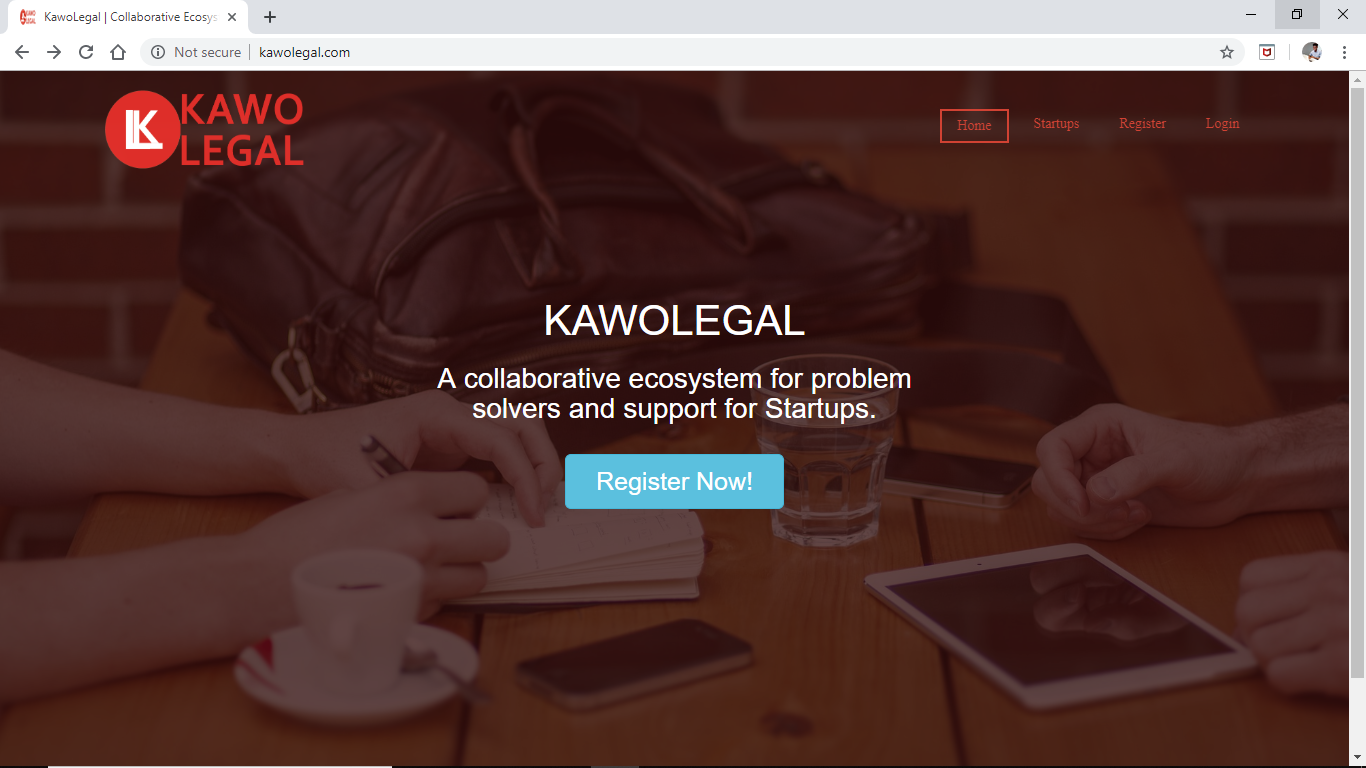 KawoLegal | Collaborative Ecosys
Not secure
kawolegal.com
KAWO
LEGAL
Home
Startups
Register
Login
KAWOLEGAL
A collaborative ecosystem for problem
solvers and support for Startups.
Register Now!